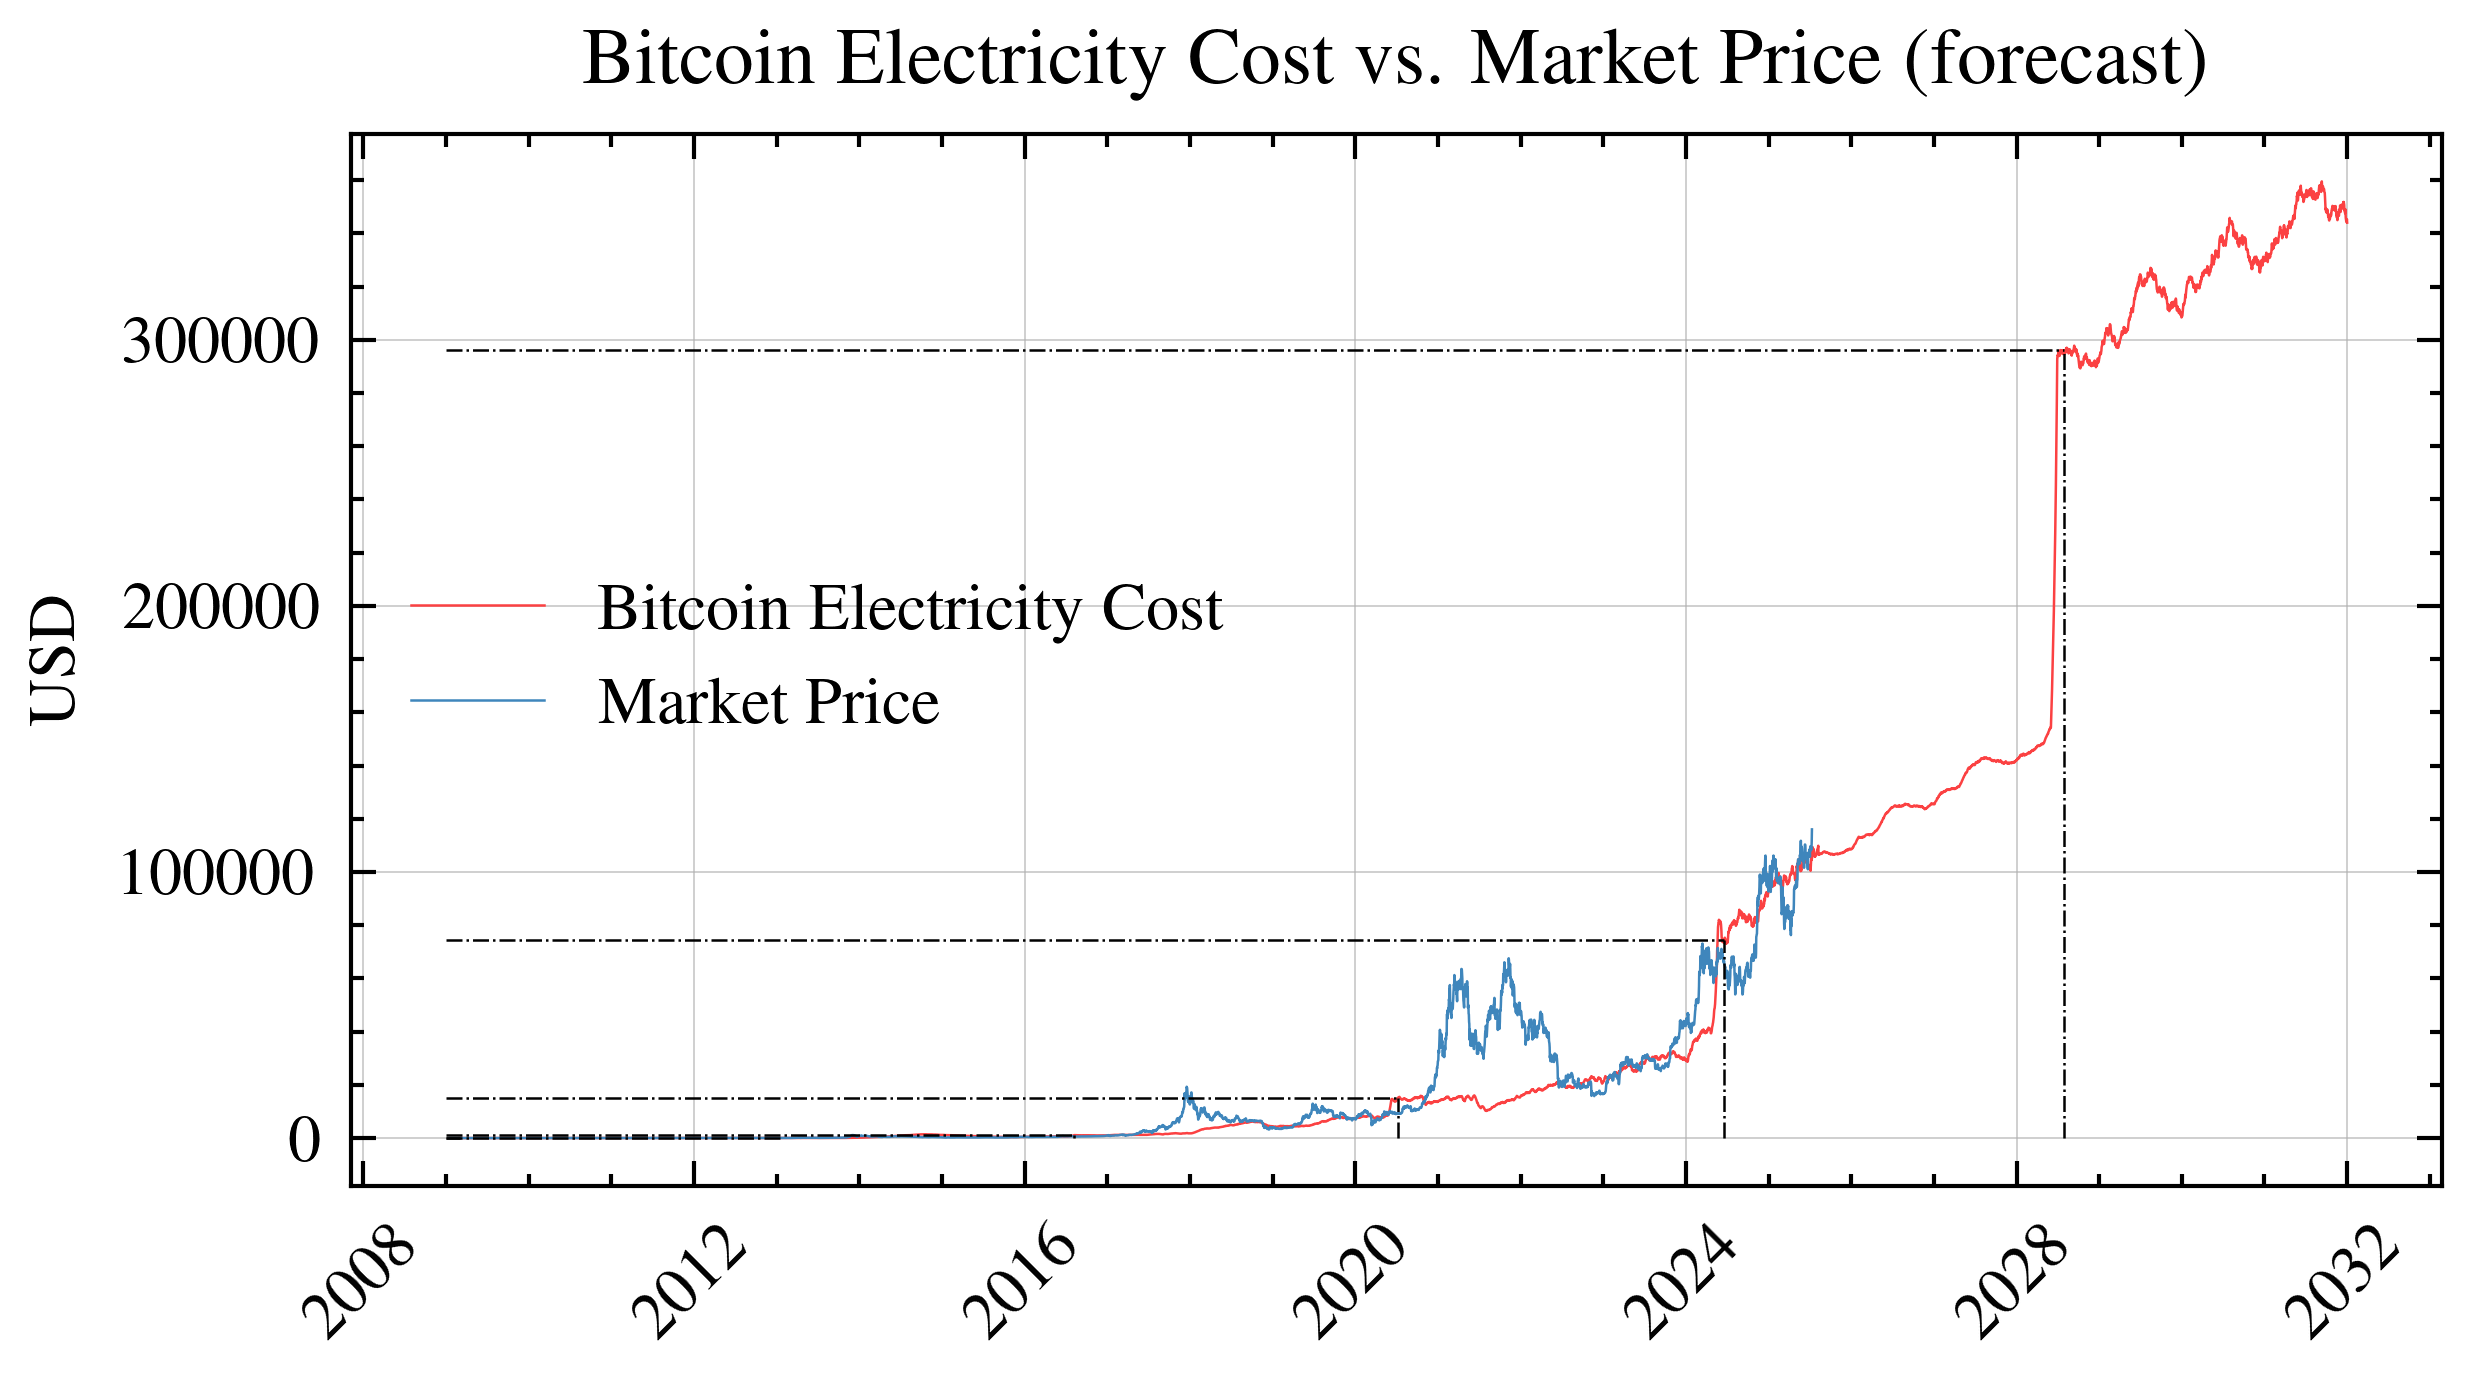 Bitcoin Electricity Cost vs. Market Price (forecast)
USD
300000
200000
100000
0
Bitcoin Electricity Cost
Market Price
2008
2012
2016
2020
2024
2028
2032